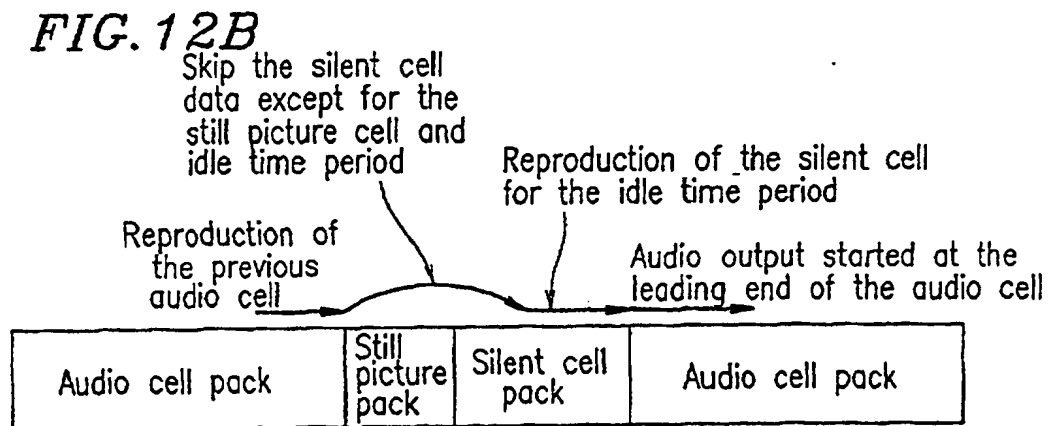 FIG. 12B
Skip the silent cell
data except for the
still picture cell and
idle time period
Reproduction of the silent cell
for the idle time period
Reproduction of
the previous
audio cell
Audio output started at the
leading end of the audio cell
Audio cell pack
Still
picture
pack
Silent cell
pack
Audio cell pack